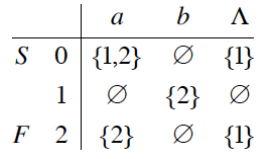 a b Λ
S 0 {1,2} ∅ {1}
1 ∅ {2} ∅
F 2 {2} ∅ {1}